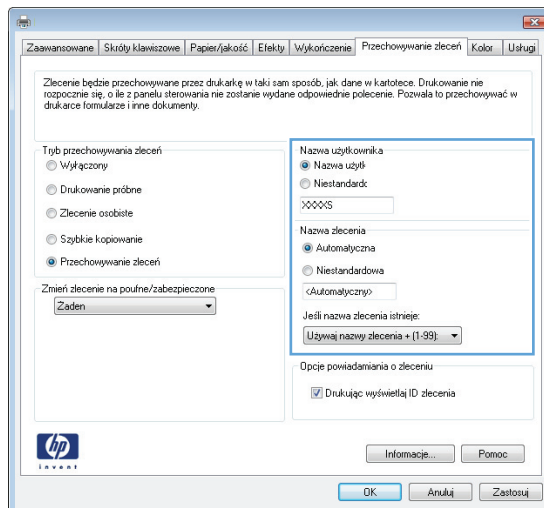 Zaawansowane Skróty klawiszowe Papier/jakość Efekty Wykończenie Przechowywanie zleceń Kolor Usługi
Zlecenie będzie przechowywane przez drukarkę w taki sam sposób, jak dane w kartotece. Drukowanie nie
rozpocznie się, o ile z panelu sterowania nie zostanie wydane odpowiednie polecenie. Pozwala to przechowywać w
drukarce formularze i inne dokumenty.
Tryb przechowywania zleceń
Wyłączony
Drukowanie próbne
Zlecenie osobiste
Szybkie kopiowanie
Przechowywanie zleceń
Zmień zlecenie na poufne/zabezpieczone
Żaden
Nazwa użytkownika
Nazwa użytk
Niestandardc
XXXXS
Nazwa zlecenia
Automatyczna
Niestandardowa
<Automatyczny>
Jeśli nazwa zlecenia istnieje:
Używaj nazwy zlecenia + (1-99):
Opcje powiadamiania o zleceniu
Drukując wyświetlaj ID zlecenia
hp
invent
Informacje... Pomoc
OK Anuluj Zastosuj